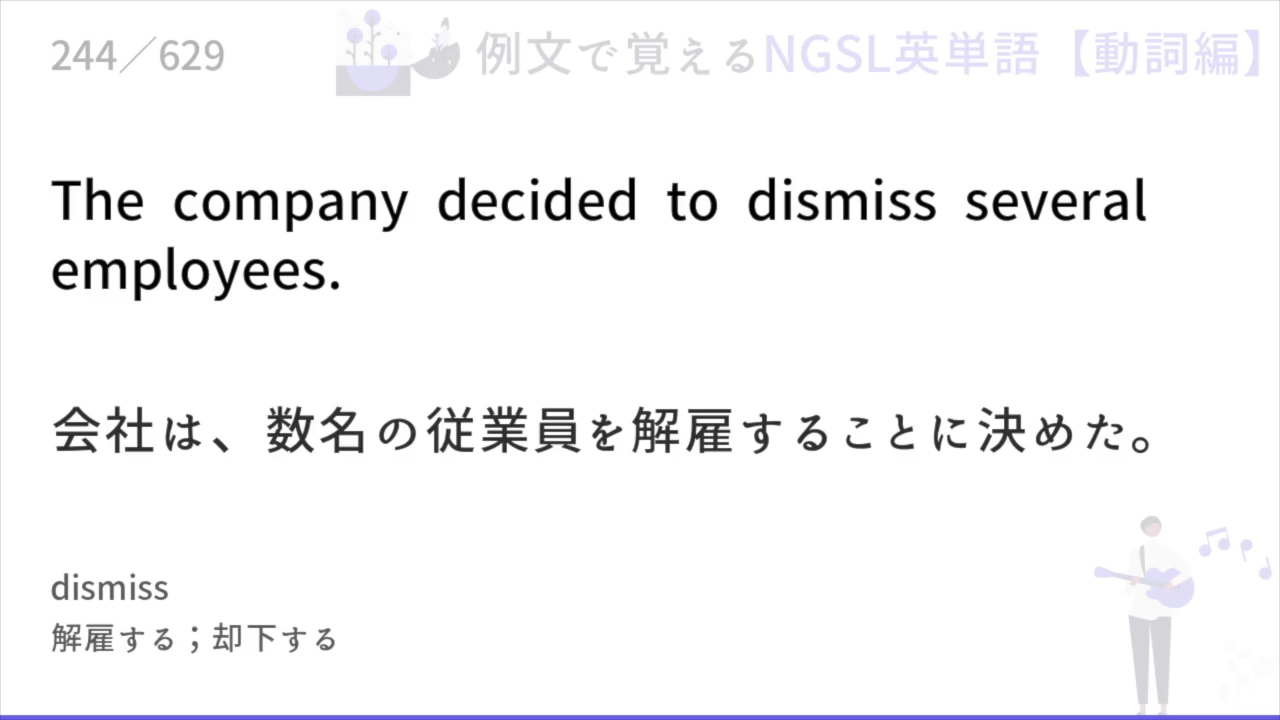 244／629
例文で覚えるNGSL英単語【動詞編】
The company decided to dismiss several
employees.
会社は、数名の従業員を解雇することに決めた。
dismiss
解雇する；却下する